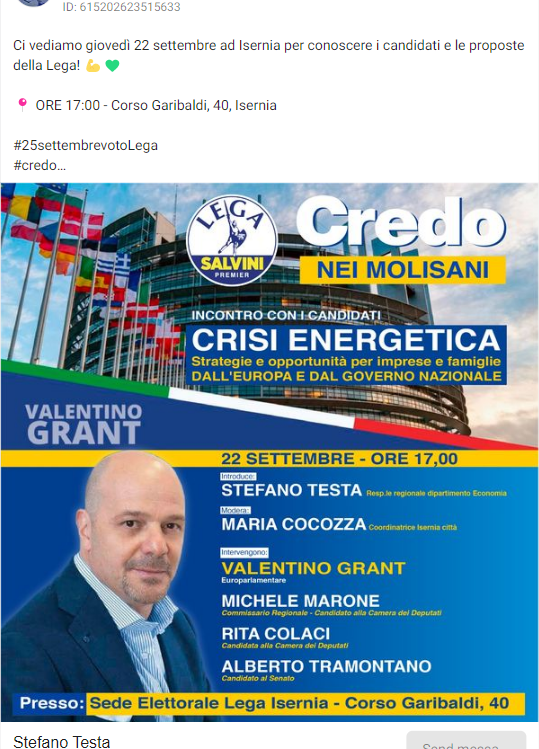 ID: 615202623515633
Ci vediamo giovedì 22 settembre ad Isernia per conoscere i candidati e le proposte
della Lega! 💪💚
📍 ORE 17:00 - Corso Garibaldi, 40, Isernia
#25settembrevotoLega
#credo...
LEGA
SALVINI
PREMIER
Credo
NEI MOLISANI
INCONTRO CON I CANDIDATI
CRISI ENERGETICA
Strategie e opportunità per imprese e famiglie
DALL'EUROPA E DAL GOVERNO NAZIONALE
VALENTINO
GRANT
22 SETTEMBRE - ORE 17,00
Introduce:
STEFANO TESTA Resp.le regionale dipartimento Economia
Modera:
MARIA COCOZZA Coordinatrice Isernia città
Intervengono:
VALENTINO GRANT
Europarlamentare
MICHELE MARONE
Commissario Regionale - Candidato alla Camera dei Deputati
RITA COLACI
Candidata alla Camera dei Deputati
ALBERTO TRAMONTANO
Candidato al Senato
Presso: Sede Elettorale Lega Isernia - Corso Garibaldi, 40
Stefano Testa
Send messa